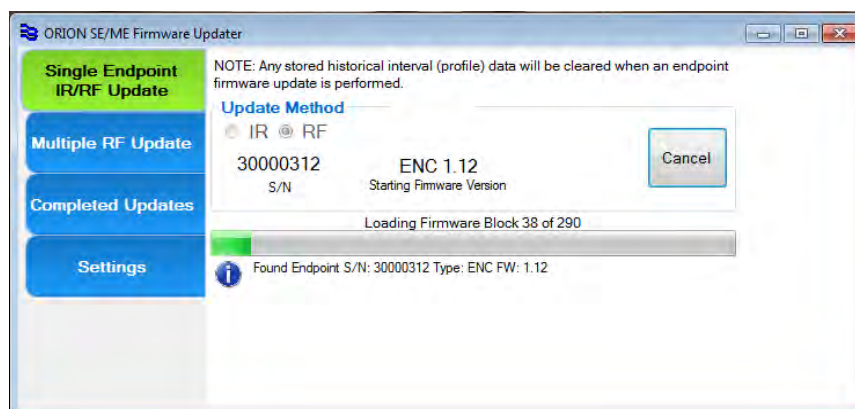 ORION SE/ME Firmware Updater
Single Endpoint
IR/RF Update
Multiple RF Update
Completed Updates
Settings
NOTE: Any stored historical interval (profile) data will be cleared when an endpoint
firmware update is performed.
Update Method
IR RF
30000312 ENC 1.12
S/N Starting Firmware Version
Cancel
Loading Firmware Block 38 of 290
Found Endpoint S/N: 30000312 Type: ENC FW: 1.12